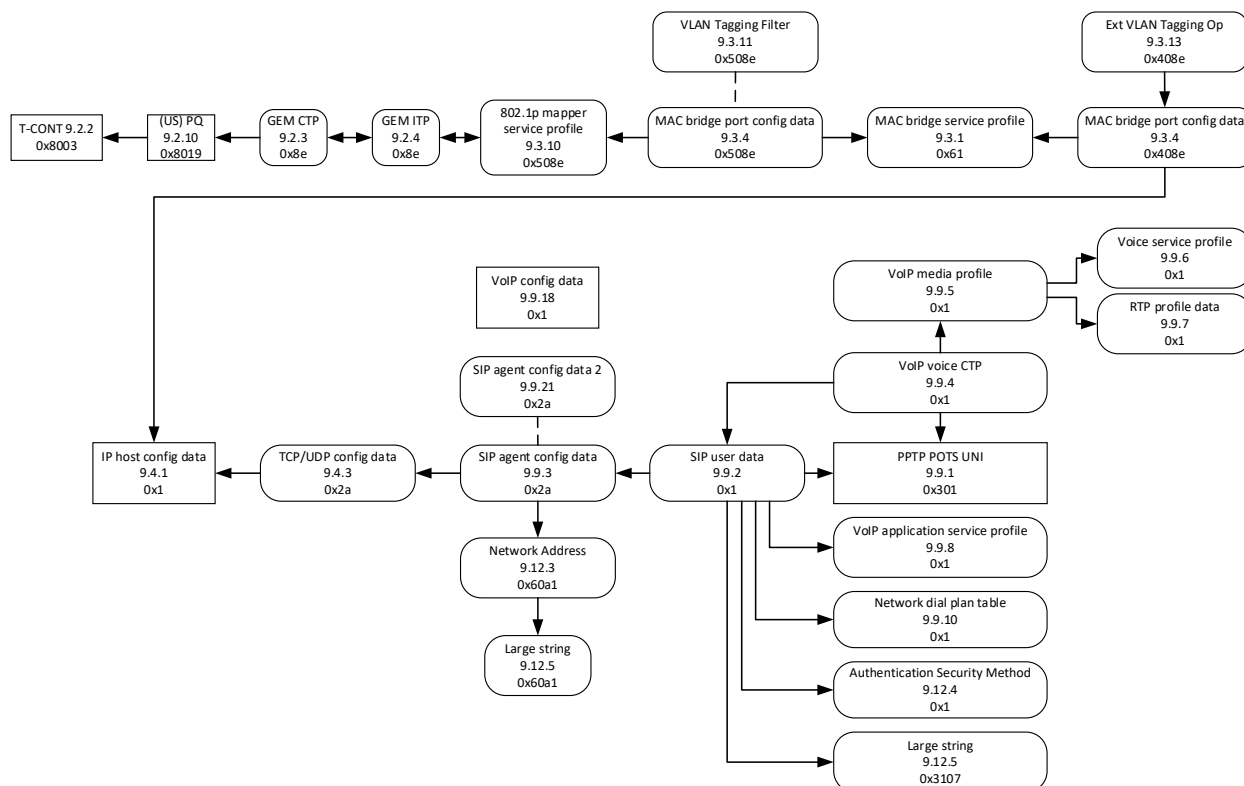 VLAN Tagging Filter
9.3.11
0x508e
Ext VLAN Tagging Op
9.3.13
0x408e
T-CONT 9.2.2
0x8003
(US) PQ
9.2.10
0x8019
GEM CTP
9.2.3
0x8e
GEM ITP
9.2.4
0x8e
802.1p mapper
service profile
9.3.10
0x508e
MAC bridge port config data
9.3.4
0x508e
MAC bridge service profile
9.3.1
0x61
MAC bridge port config data
9.3.4
0x408e
Voice service profile
9.9.6
0x1
VoIP config data
9.9.18
0x1
VoIP media profile
9.9.5
0x1
RTP profile data
9.9.7
0x1
SIP agent config data 2
9.9.21
0x2a
VoIP voice CTP
9.9.4
0x1
IP host config data
9.4.1
0x1
TCP/UDP config data
9.4.3
0x2a
SIP agent config data
9.9.3
0x2a
SIP user data
9.9.2
0x1
PPTP POTS UNI
9.9.1
0x301
Network Address
9.12.3
0x60a1
VoIP application service profile
9.9.8
0x1
Network dial plan table
9.9.10
0x1
Large string
9.12.5
0x60a1
Authentication Security Method
9.12.4
0x1
Large string
9.12.5
0x3107